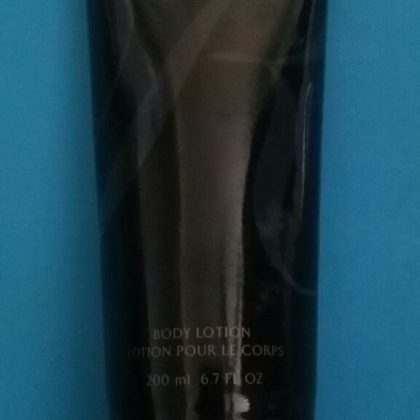 BODY LOTION
LOTION POUR LE CORPS
200 ml 6.7 FL OZ